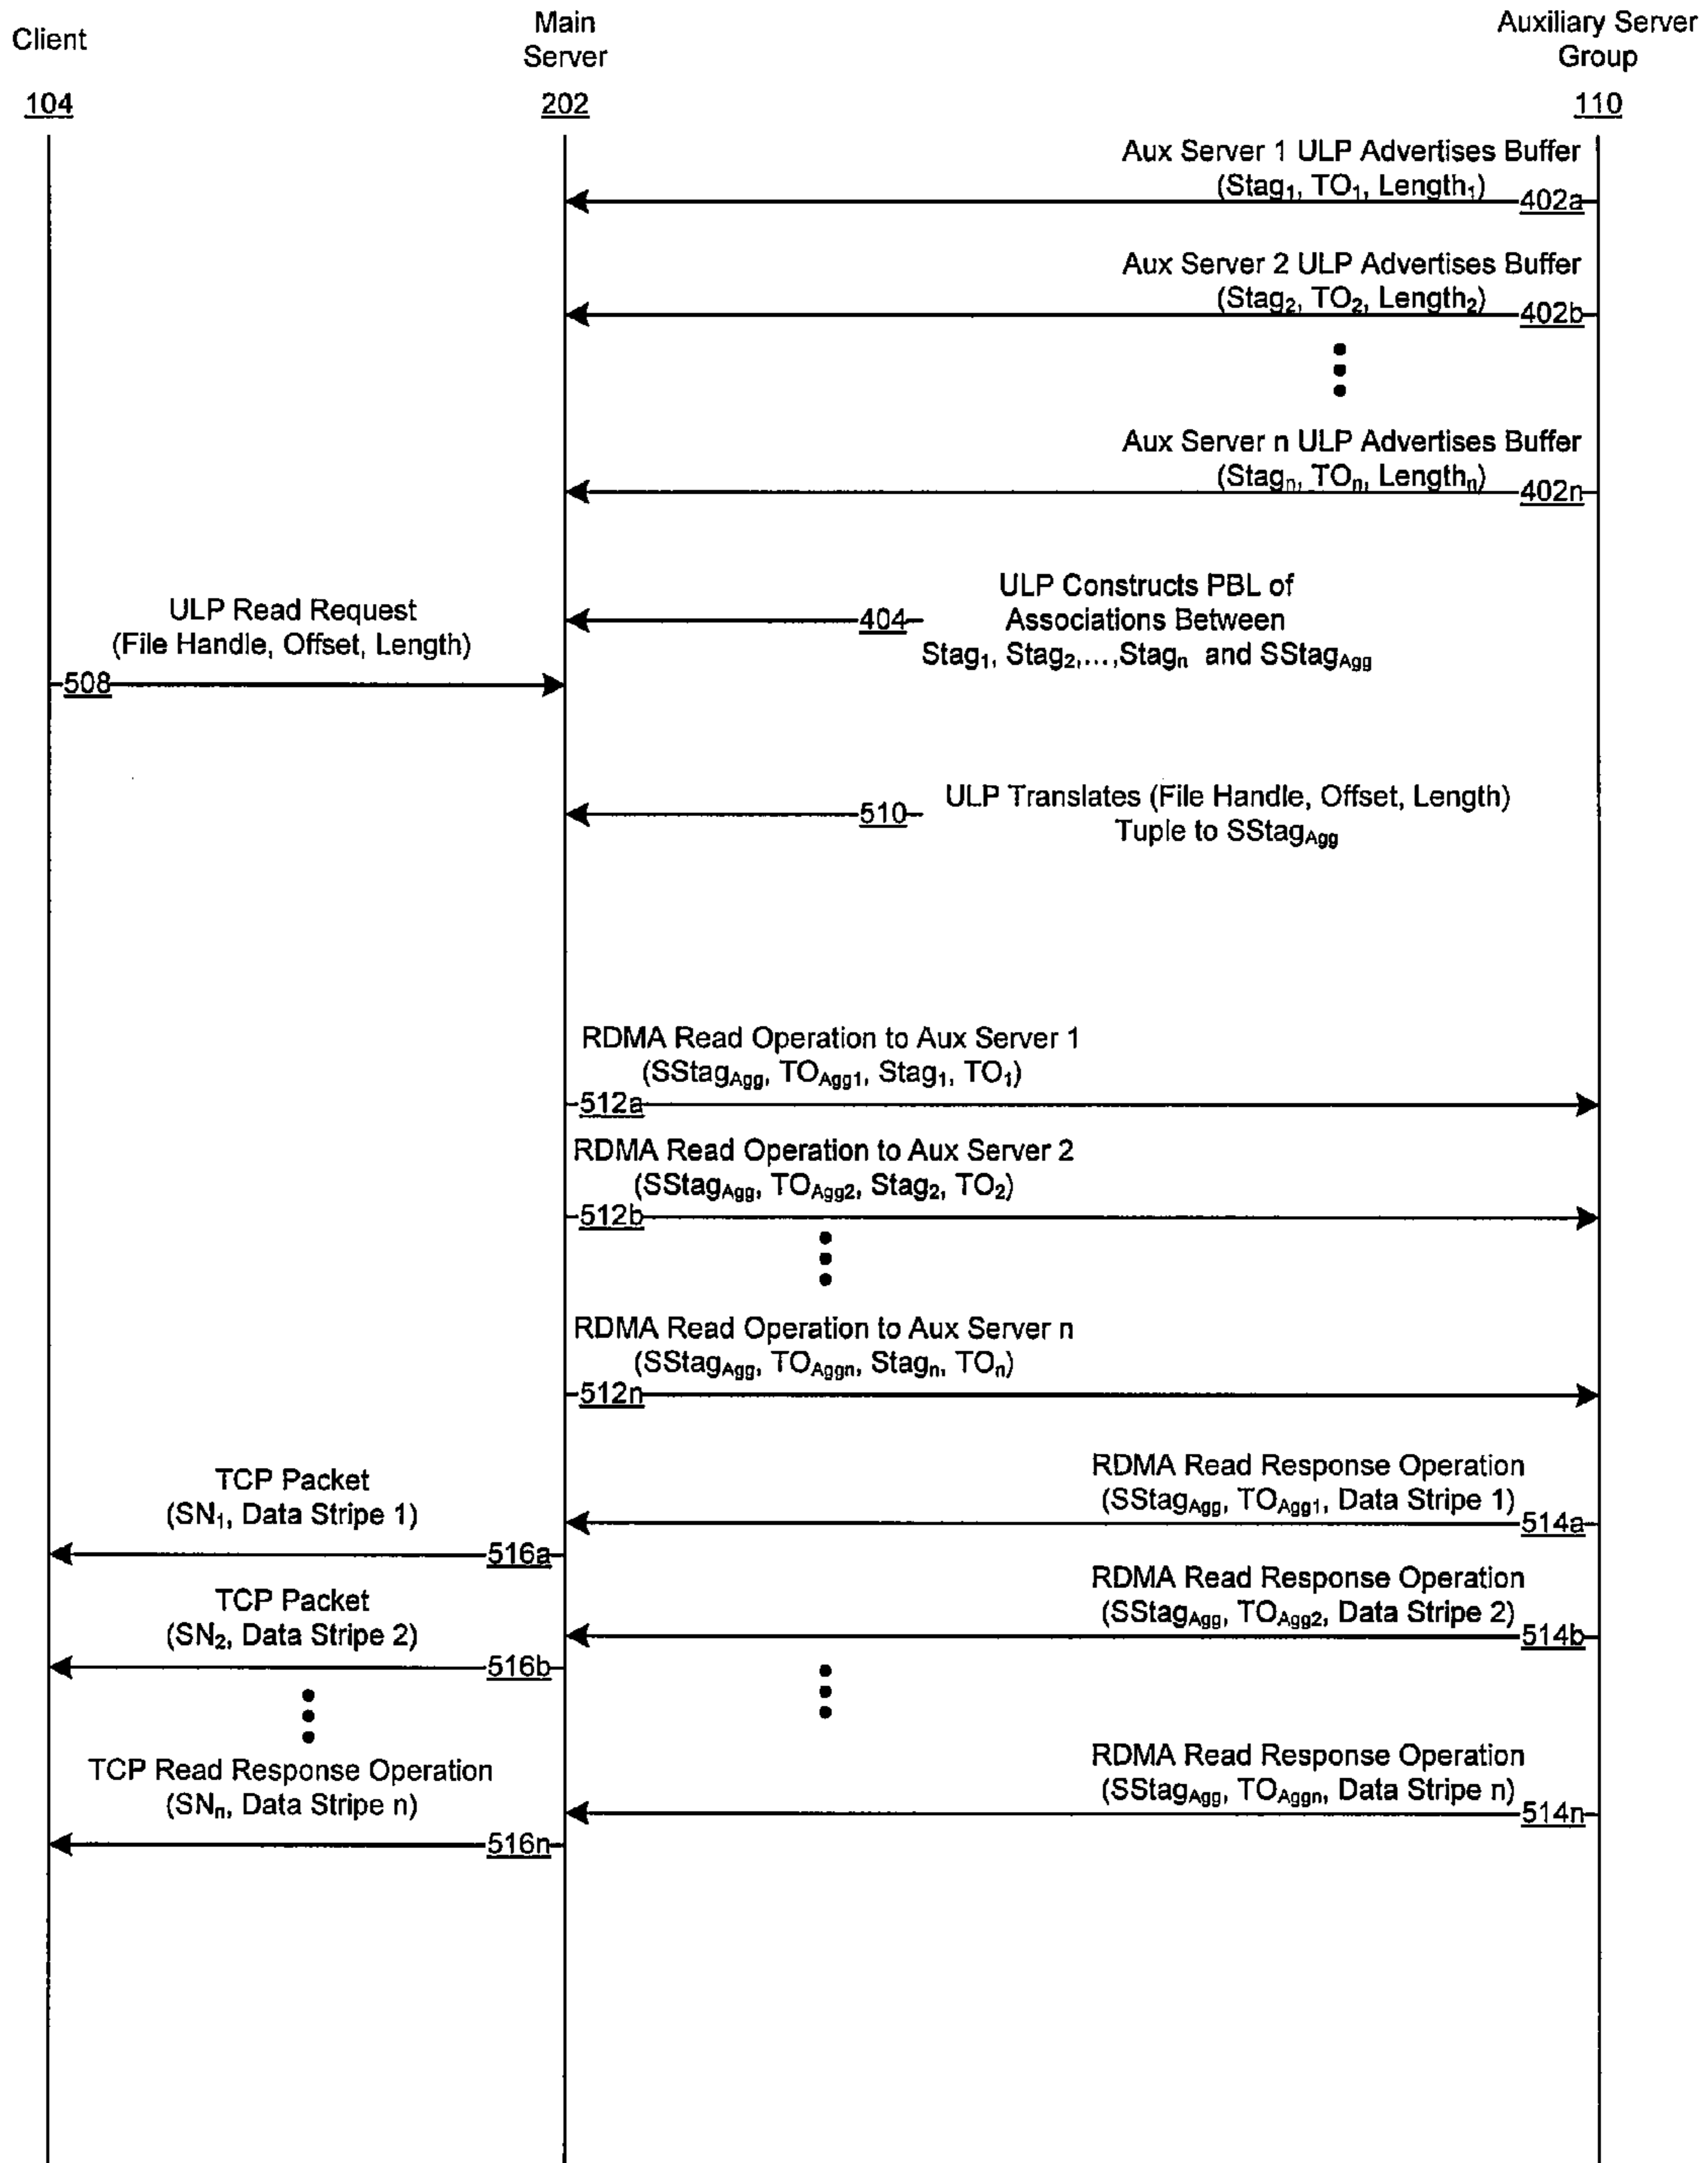 Client
Main
Server
Auxiliary Server
Group
104
202
110
Aux Server 1 ULP Advertises Buffer
(Stag₁, TO₁, Length₁)
402a
Aux Server 2 ULP Advertises Buffer
(Stag₂, TO₂, Length₂)
402b
Aux Server n ULP Advertises Buffer
(Stagₙ, TOₙ, Lengthₙ)
402n
ULP Constructs PBL of
Associations Between
Stag₁, Stag₂,...,Stagₙ and SStagAgg
404
ULP Read Request
(File Handle, Offset, Length)
508
ULP Translates (File Handle, Offset, Length)
Tuple to SStagAgg
510
RDMA Read Operation to Aux Server 1
(SStagAgg, TOAgg1, Stag₁, TO₁)
512a
RDMA Read Operation to Aux Server 2
(SStagAgg, TOAgg2, Stag₂, TO₂)
512b
RDMA Read Operation to Aux Server n
(SStagAgg, TOAggn, Stagₙ, TOₙ)
512n
RDMA Read Response Operation
(SStagAgg, TOAgg1, Data Stripe 1)
514a
TCP Packet
(SN₁, Data Stripe 1)
516a
RDMA Read Response Operation
(SStagAgg, TOAgg2, Data Stripe 2)
514b
TCP Packet
(SN₂, Data Stripe 2)
516b
RDMA Read Response Operation
(SStagAgg, TOAggn, Data Stripe n)
514n
TCP Read Response Operation
(SNₙ, Data Stripe n)
516n